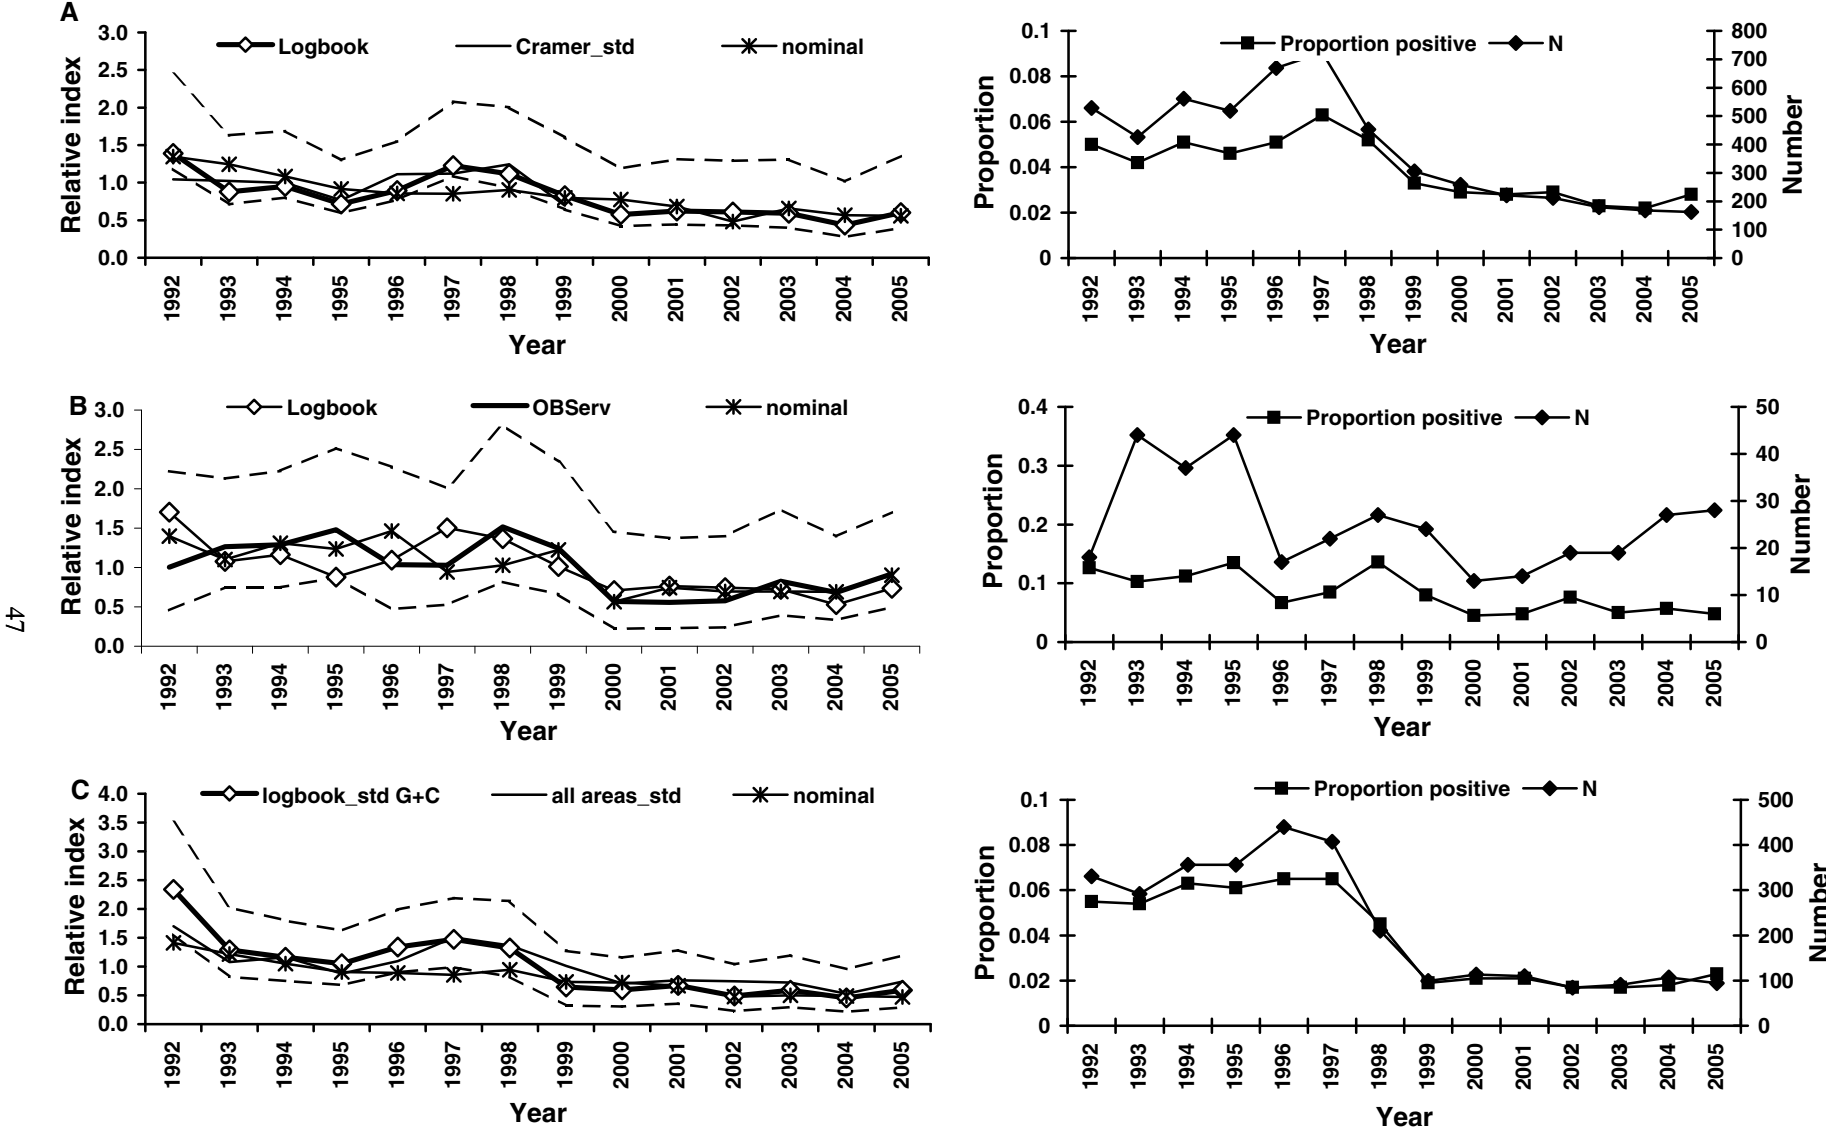 A
Logbook Cramer_std nominal
3.0
2.5
2.0
1.5
1.0
0.5
0.0
Relative index
1992 1993 1994 1995 1996 1997 1998 1999 2000 2001 2002 2003 2004 2005
Year
Proportion positive N
0.1
0.08
0.06
0.04
0.02
0
Proportion
800
700
600
500
400
300
200
100
0
Number
1992 1993 1994 1995 1996 1997 1998 1999 2000 2001 2002 2003 2004 2005
Year
B
Logbook OBServ nominal
3.0
2.5
2.0
1.5
1.0
0.5
0.0
Relative index
1992 1993 1994 1995 1996 1997 1998 1999 2000 2001 2002 2003 2004 2005
Year
Proportion positive N
0.4
0.3
0.2
0.1
0
Proportion
50
40
30
20
10
0
Number
1992 1993 1994 1995 1996 1997 1998 1999 2000 2001 2002 2003 2004 2005
Year
47
C
logbook_std G+C all areas_std nominal
4.0
3.5
3.0
2.5
2.0
1.5
1.0
0.5
0.0
Relative index
1992 1993 1994 1995 1996 1997 1998 1999 2000 2001 2002 2003 2004 2005
Year
Proportion positive N
0.1
0.08
0.06
0.04
0.02
0
Proportion
500
400
300
200
100
0
Number
1992 1993 1994 1995 1996 1997 1998 1999 2000 2001 2002 2003 2004 2005
Year